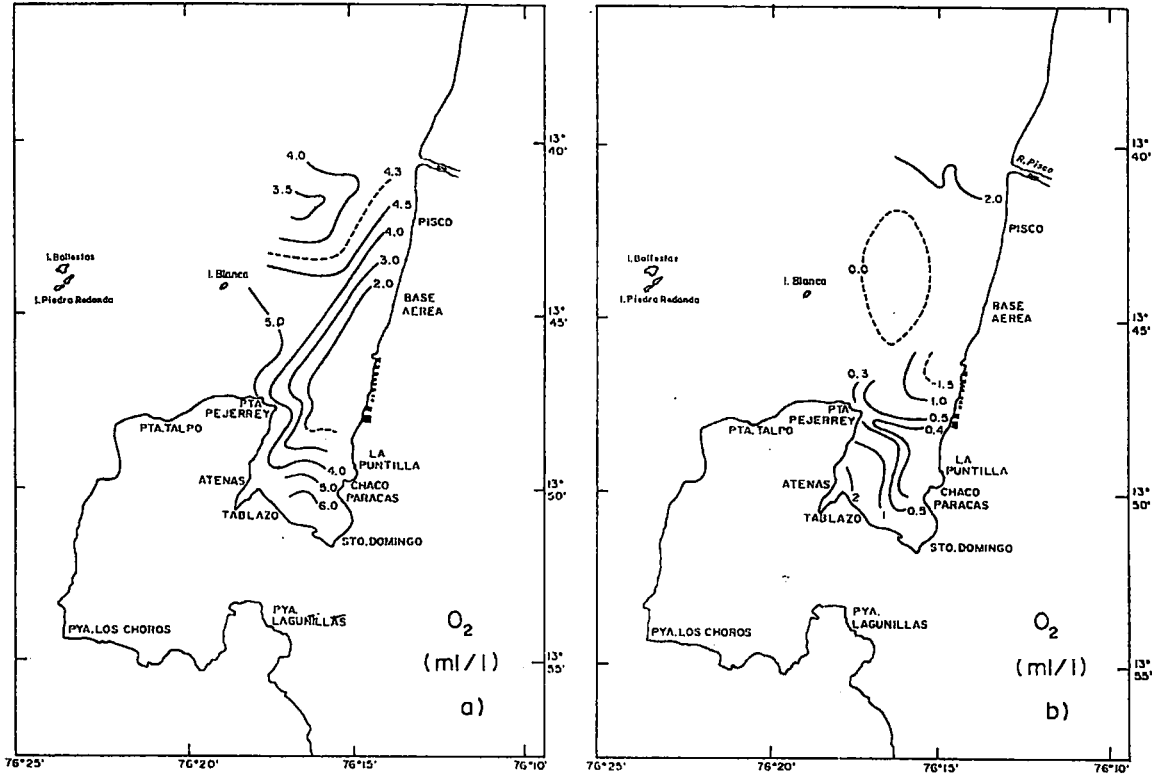 4.0
3.5
4.3
4.5
4.0
3.0
2.0
5.0
PISCO
I. Ballestas
I. Piedra Redonda
I. Blanca
BASE
AEREA
PTA.
PEJERREY
PTA. TALPO
LA
PUNTILLA
4.0
5.0
6.0
ATENAS
CHACO
PARACAS
TABLAZO
STO. DOMINGO
PYA.
LAGUNILLAS
PYA. LOS CHOROS
O2
(ml/l)
a)
13°
40'
13°
45'
13°
50'
13°
55'
76°25'
76°20'
76°15'
76°10'
R. Pisco
2.0
PISCO
0.0
I. Ballestas
I. Piedra Redonda
I. Blanca
BASE
AEREA
0.3
1.5
1.0
0.5
0.4
PTA.
PEJERREY
PTA. TALPO
LA
PUNTILLA
ATENAS
2
1
0.5
CHACO
PARACAS
TABLAZO
STO. DOMINGO
PYA.
LAGUNILLAS
PYA. LOS CHOROS
O2
(ml/l)
b)
13°
40'
13°
45'
13°
50'
13°
55'
76°25'
76°20'
76°15'
76°10'